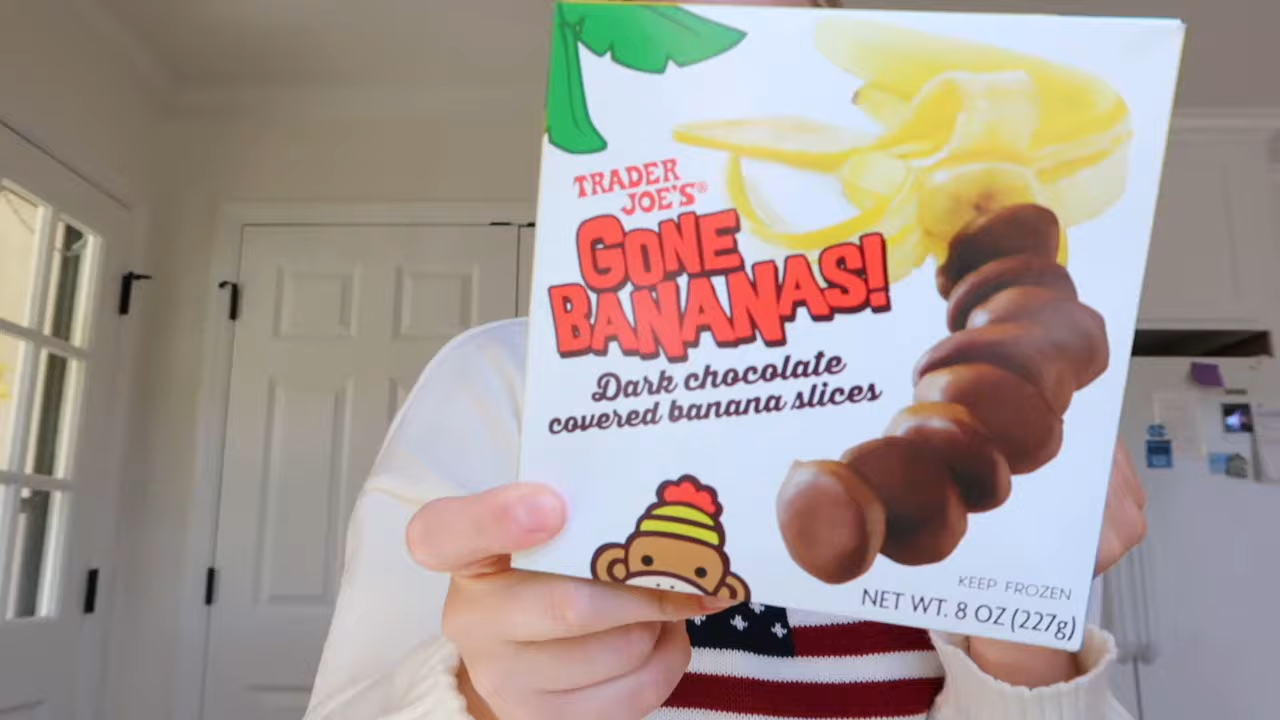 TRADER
JOE'S®
GONE
BANANAS!
Dark chocolate
covered banana slices
KEEP FROZEN
NET WT. 8 OZ (227g)